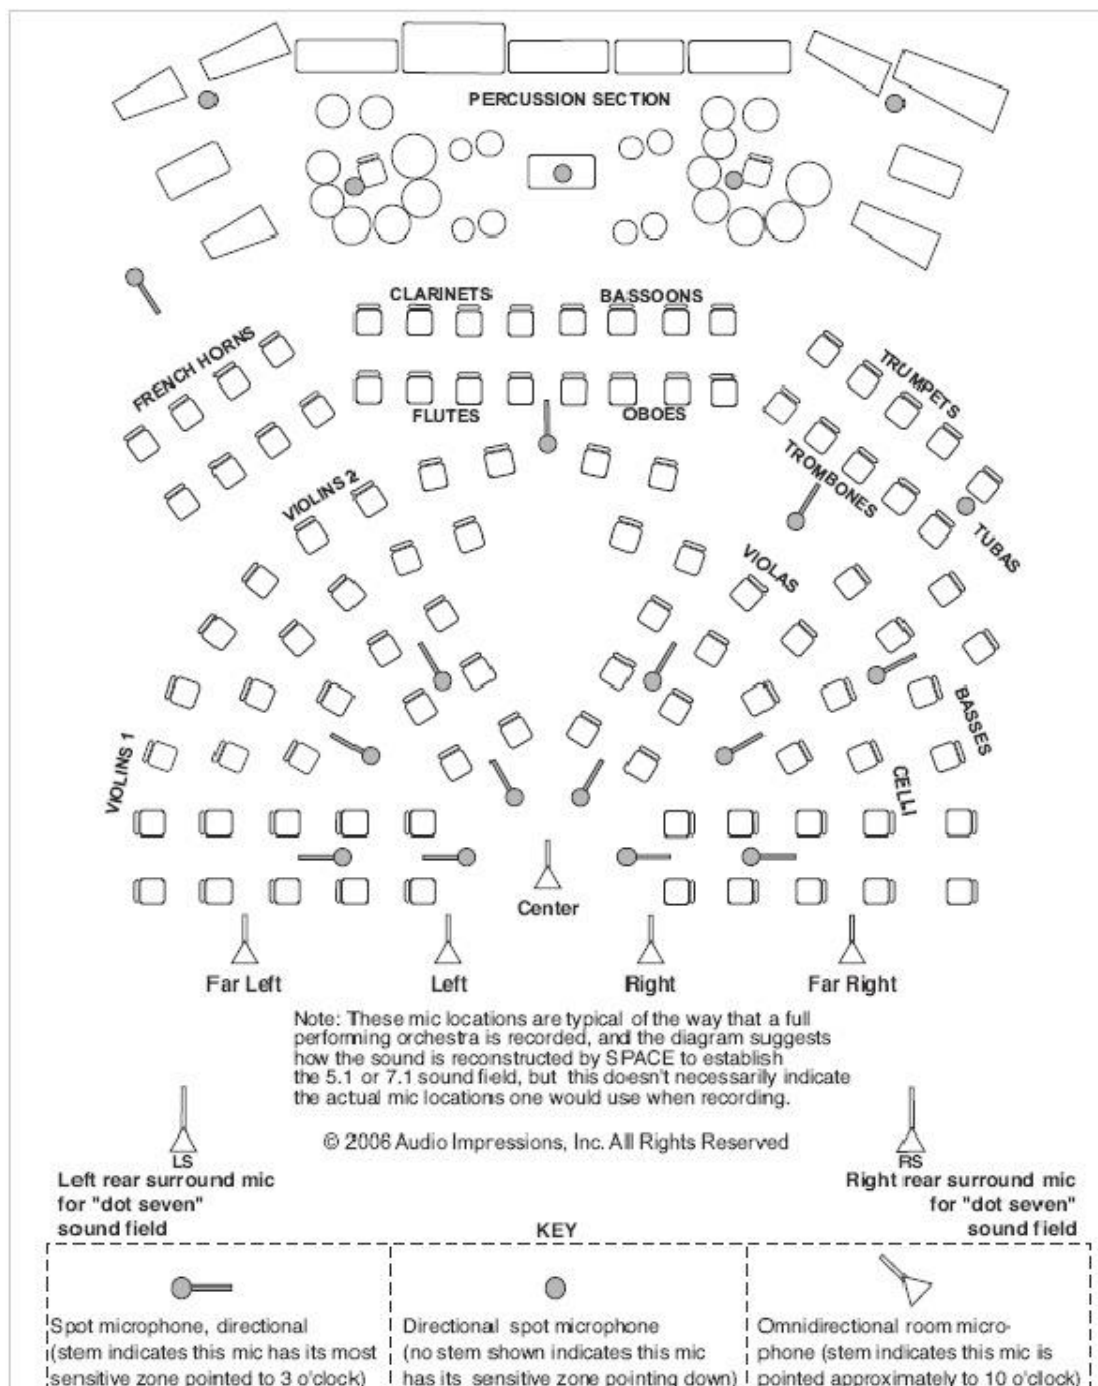 PERCUSSION SECTION
CLARINETS
BASSOONS
FRENCH HORNS
TRUMPETS
FLUTES
OBOES
TROMBONES
VIOLINS 2
TUBAS
VIOLAS
BASSES
VIOLINS 1
CELLI
Center
Far Left
Left
Right
Far Right
Note: These mic locations are typical of the way that a full
performing orchestra is recorded, and the diagram suggests
how the sound is reconstructed by SPACE to establish
the 5.1 or 7.1 sound field, but this doesn't necessarily indicate
the actual mic locations one would use when recording.
© 2006 Audio Impressions, Inc. All Rights Reserved
LS
Left rear surround mic
for "dot seven"
sound field
RS
Right rear surround mic
for "dot seven"
sound field
KEY
Spot microphone, directional
(stem indicates this mic has its most
sensitive zone pointed to 3 o'clock)
Directional spot microphone
(no stem shown indicates this mic
has its sensitive zone pointing down)
Omnidirectional room micro-
phone (stem indicates this mic is
pointed approximately to 10 o'clock)